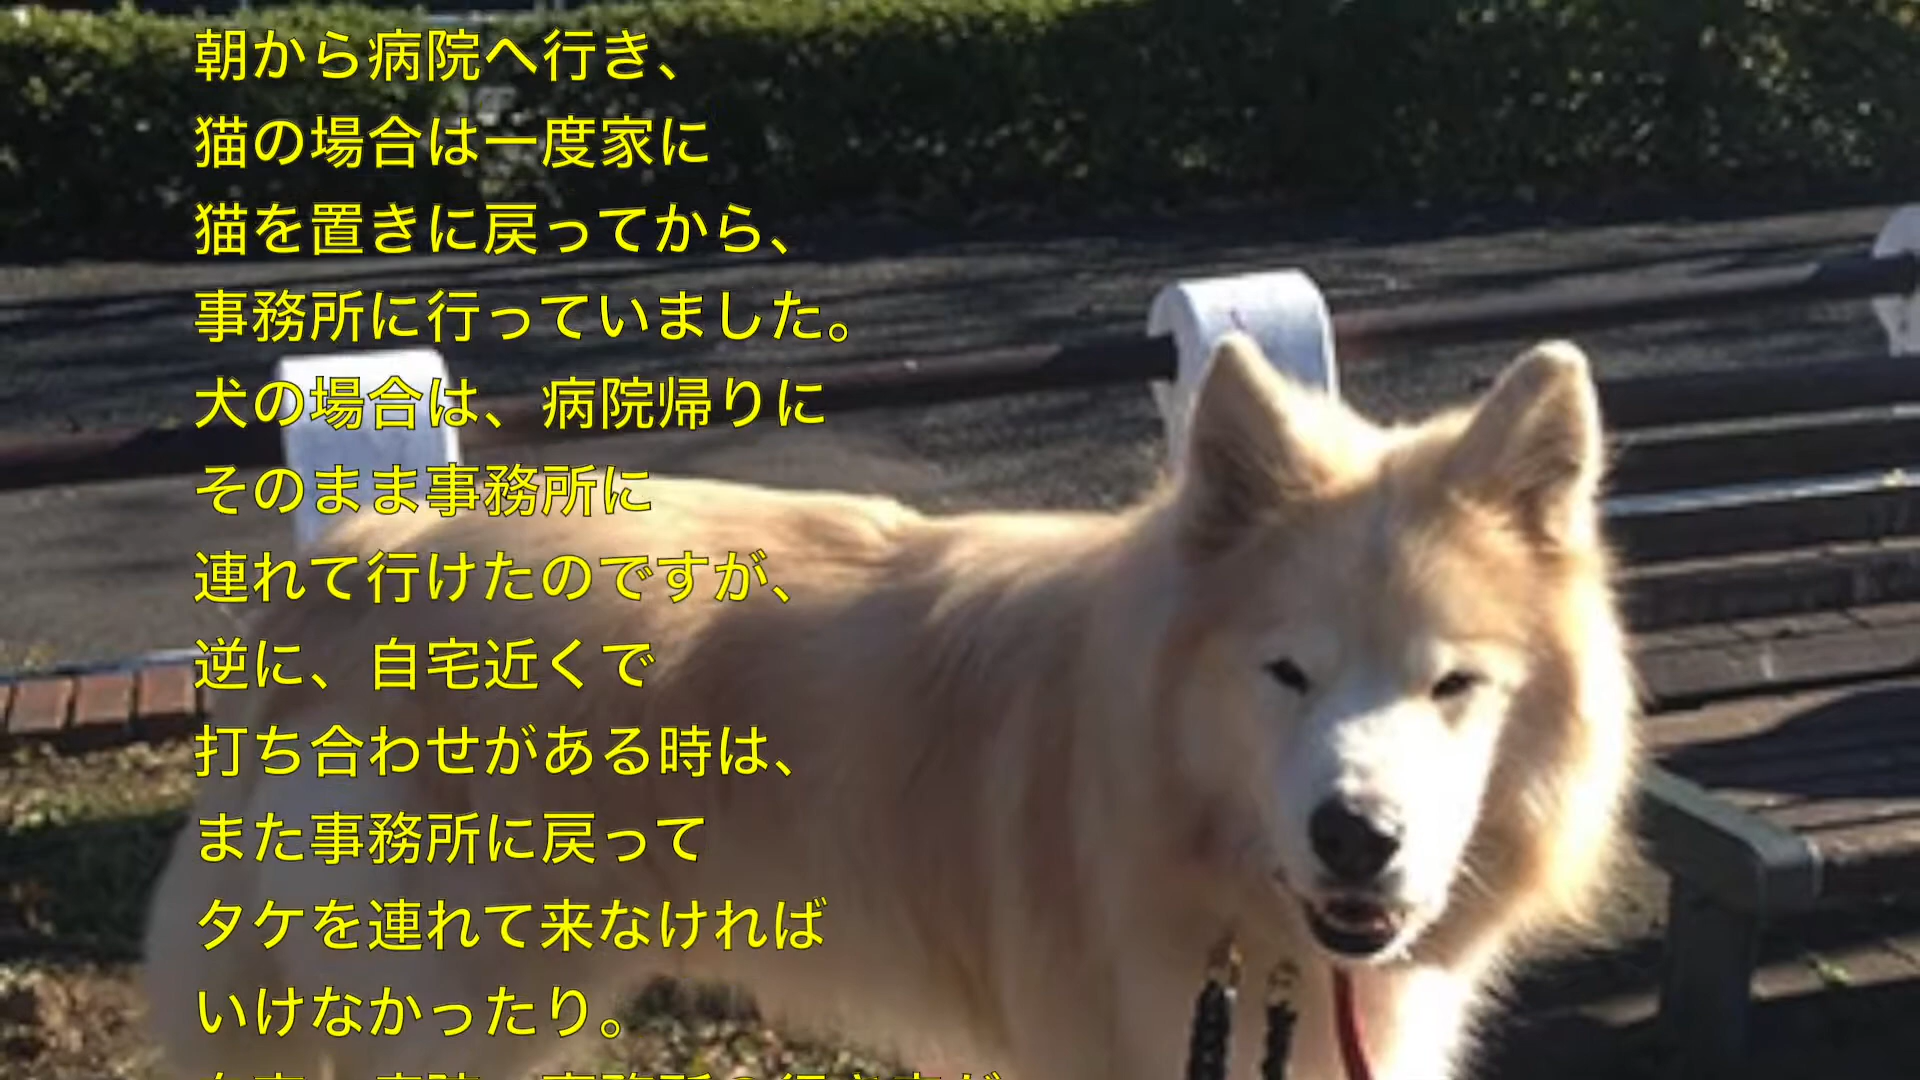 朝から病院へ行き、
猫の場合は一度家に
猫を置きに戻ってから、
事務所に行っていました。
犬の場合は、病院帰りに
そのまま事務所に
連れて行けたのですが、
逆に、自宅近くで
打ち合わせがある時は、
また事務所に戻って
タケを連れて来なければ
いけなかったり。